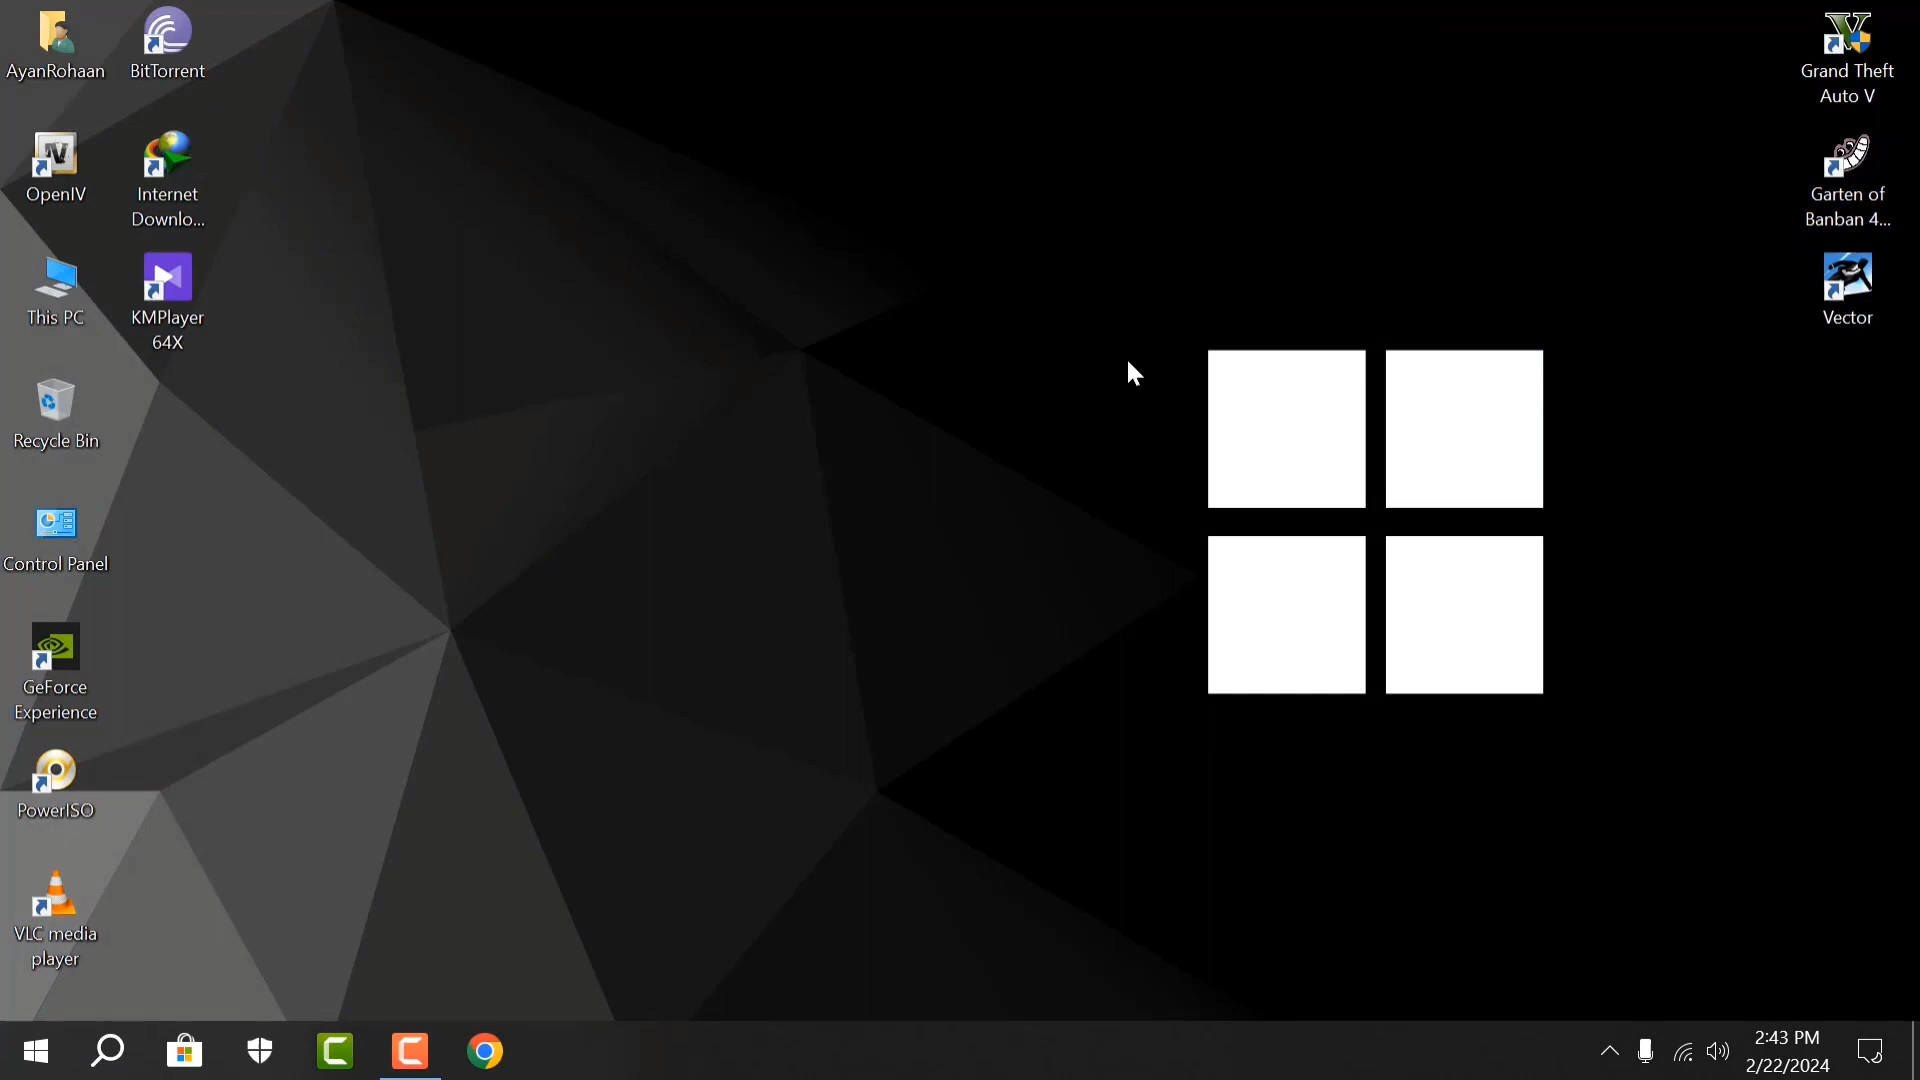 AyanRohaan
BitTorrent
OpenIV
Internet
Downlo...
This PC
KMPlayer
64X
Recycle Bin
Control Panel
GeForce
Experience
PowerISO
VLC media
player
Grand Theft
Auto V
Garten of
Banban 4...
Vector
2:43 PM
2/22/2024